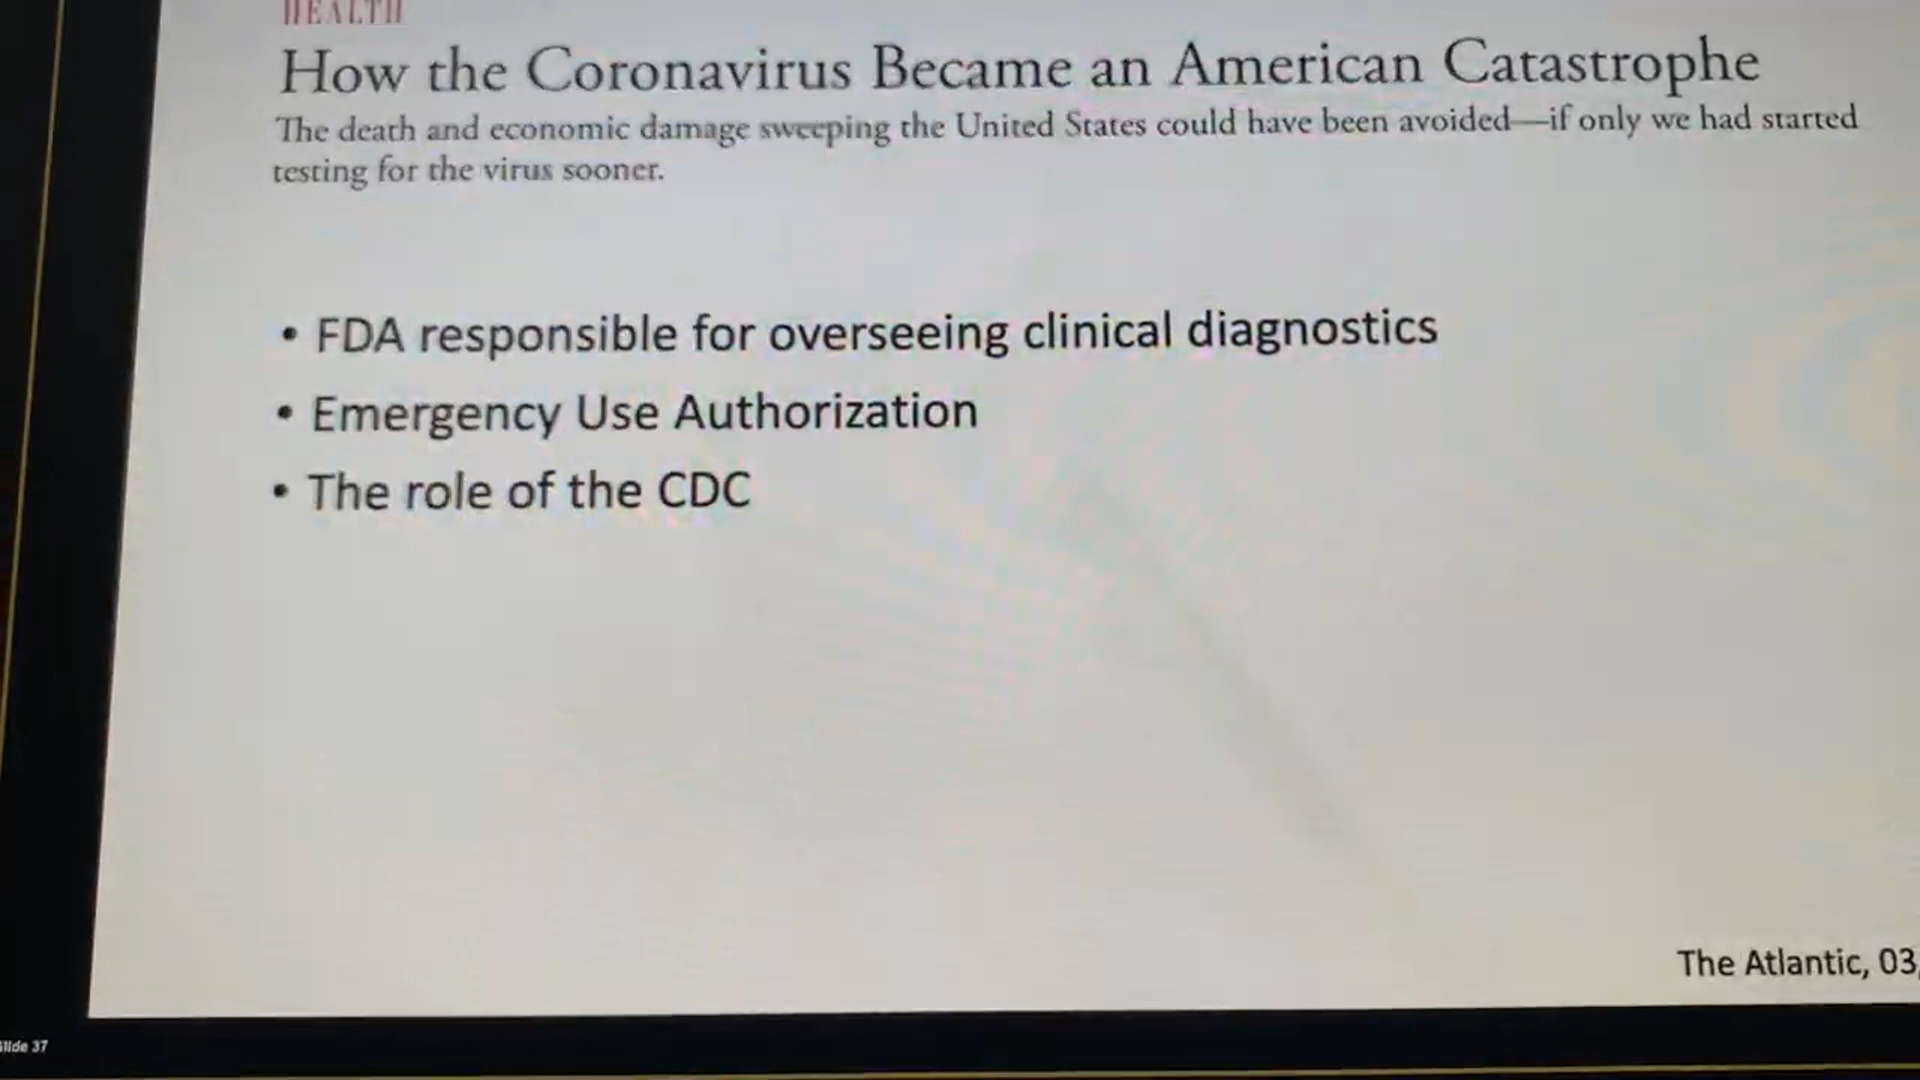 HEALTH
How the Coronavirus Became an American Catastrophe
The death and economic damage sweeping the United States could have been avoided—if only we had started
testing for the virus sooner.
• FDA responsible for overseeing clinical diagnostics
• Emergency Use Authorization
• The role of the CDC
The Atlantic, 03
Slide 37